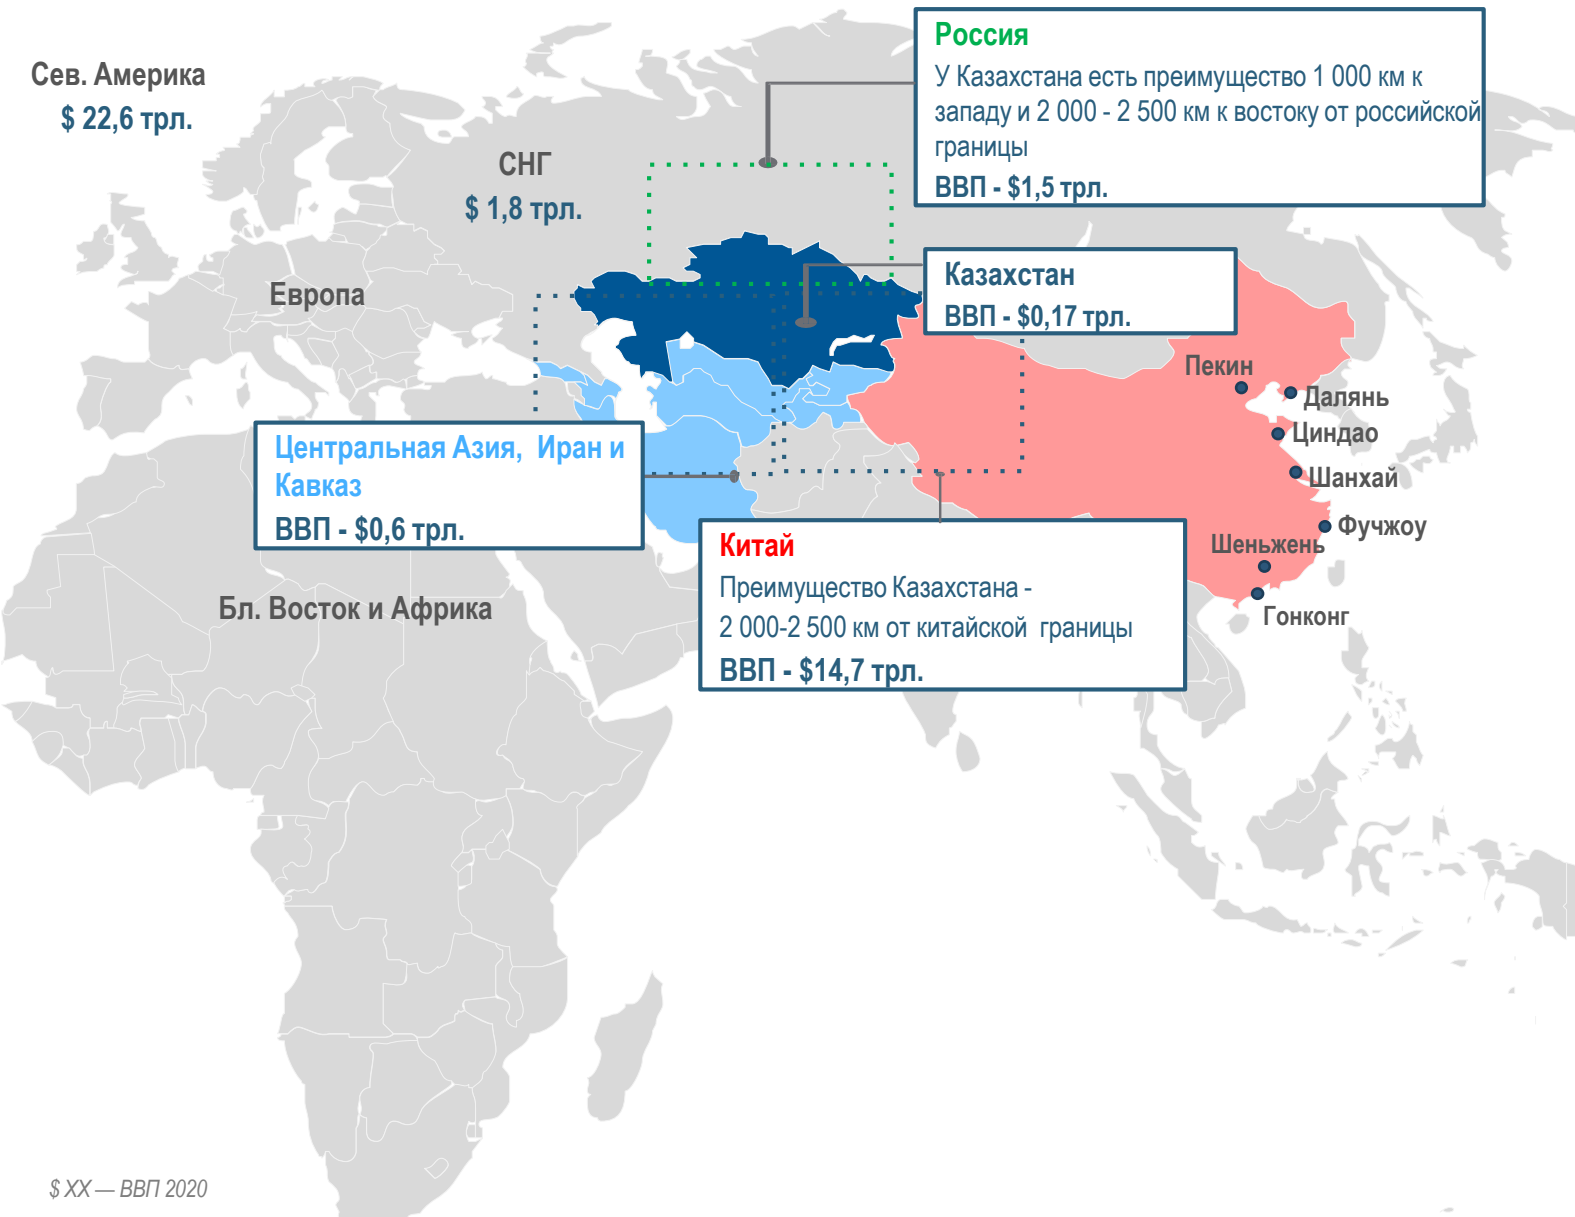 Россия
У Казахстана есть преимущество 1 000 км к
западу и 2 000 - 2 500 км к востоку от российской
границы
ВВП - $1,5 трл.
Сев. Америка
$ 22,6 трл.
СНГ
$ 1,8 трл.
Европа
Казахстан
ВВП - $0,17 трл.
Пекин
Далянь
Циндао
Шанхай
Фучжоу
Шеньжень
Гонконг
Центральная Азия, Иран и
Кавказ
ВВП - $0,6 трл.
Китай
Преимущество Казахстана -
2 000-2 500 км от китайской границы
ВВП - $14,7 трл.
Бл. Восток и Африка
$ XX — ВВП 2020